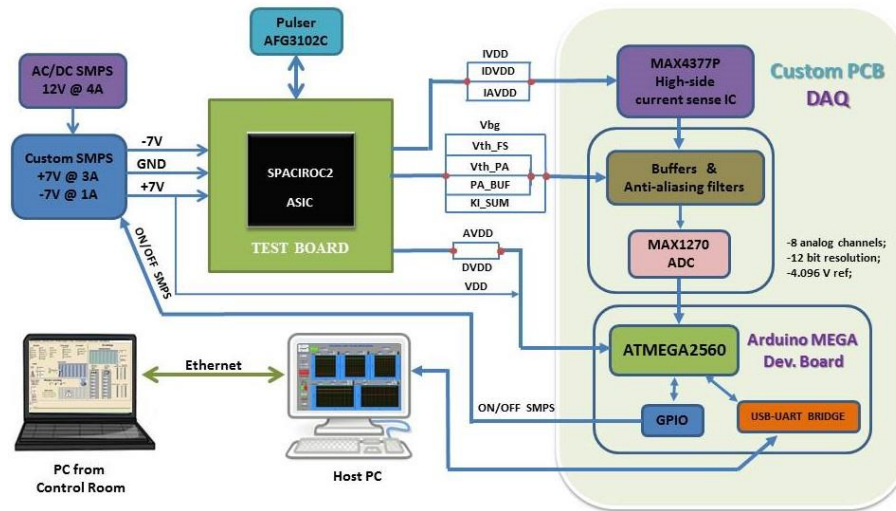 Pulser
AFG3102C
AC/DC SMPS
12V @ 4A
Custom SMPS
+7V @ 3A
-7V @ 1A
-7V
GND
+7V
SPACIROC2
ASIC
TEST BOARD
IVDD
IDVDD
IAVDD
Vbg
Vth_FS
Vth_PA
PA_BUF
KI_SUM
AVDD
DVDD
VDD
ON/OFF SMPS
MAX4377P
High-side
current sense IC
Custom PCB
DAQ
Buffers &
Anti-aliasing filters
MAX1270
ADC
-8 analog channels;
-12 bit resolution;
-4.096 V ref;
ATMEGA2560
Arduino MEGA
Dev. Board
GPIO
USB-UART BRIDGE
ON/OFF SMPS
Ethernet
PC from
Control Room
Host PC